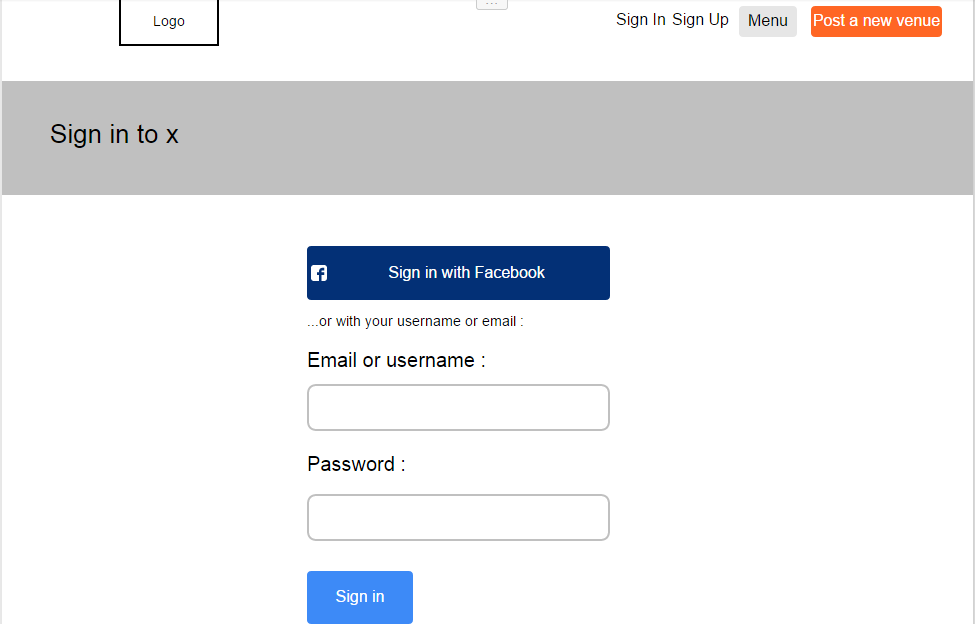 Logo
Sign In Sign Up Menu Post a new venue
Sign in to x
Sign in with Facebook
...or with your username or email :
Email or username :
Password :
Sign in